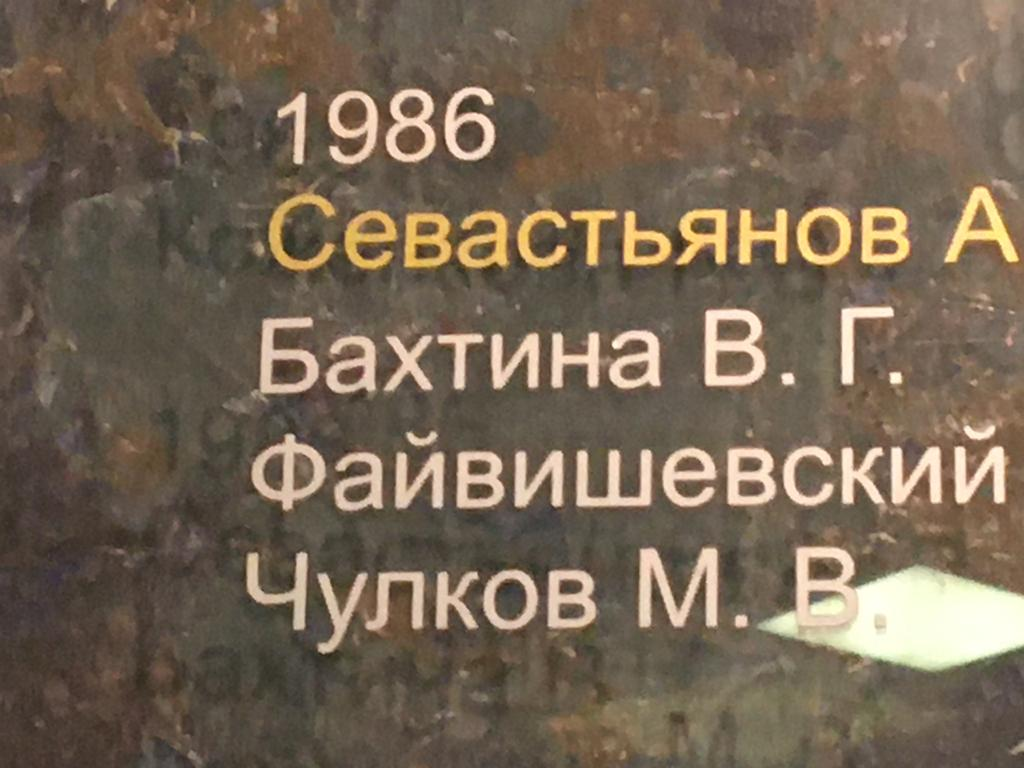 1986
Севастьянов А
Бахтина В. Г.
Файвишевский
Чулков М. В.